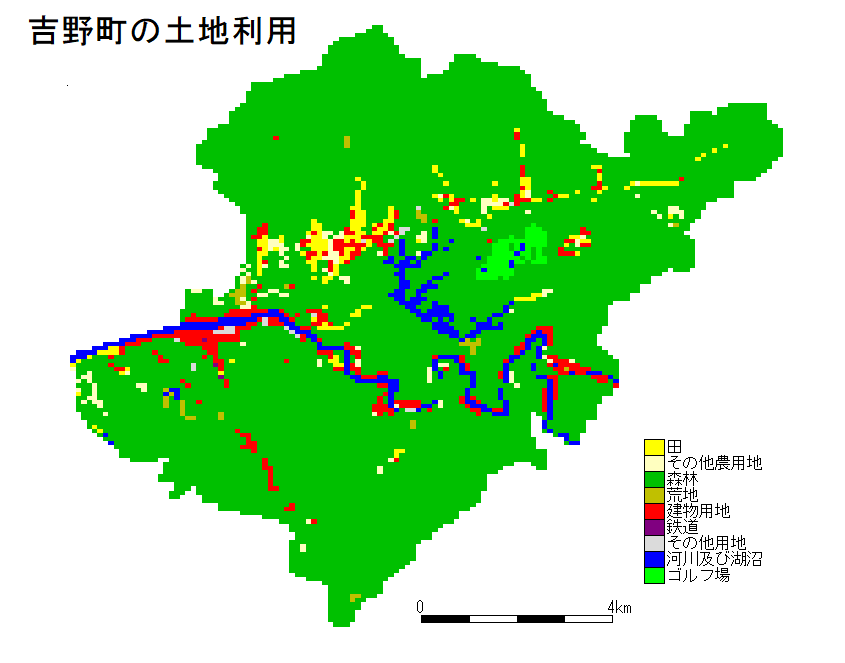 吉野町の土地利用
田
その他農用地
森林
荒地
建物用地
鉄道
その他用地
河川及び湖沼
ゴルフ場
0 4km